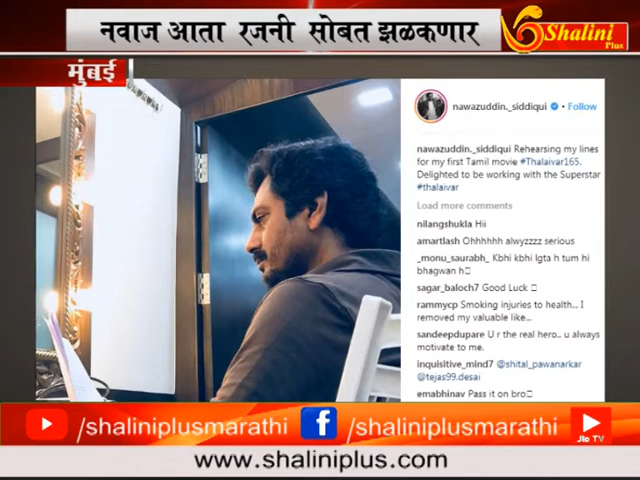 नवाज आता रजनी सोबत झळकणार
Shalini
Plus
मुंबई
nawazuddin._siddiqui • Follow
nawazuddin._siddiqui Rehearsing my lines
for my first Tamil movie #Thalaivar165.
Delighted to be working with the Superstar
#thalaivar
Load more comments
nilangshukla Hii
amartlash Ohhhhhh alwyzzzz serious
_monu_saurabh_ Kbhi kbhi lgta h tum hi
bhagwan h
sagar_baloch7 Good Luck
rammycp Smoking injuries to health.. I
removed my valuable like...
sandeepdupare U r the real hero.. u always
motivate to me.
inquisitive_mind7 @shital_pawanarkar
@tejas99.desai
emabhinav Pass it on bro
/shaliniplusmarathi
/shaliniplusmarathi
Jio TV
www.shaliniplus.com